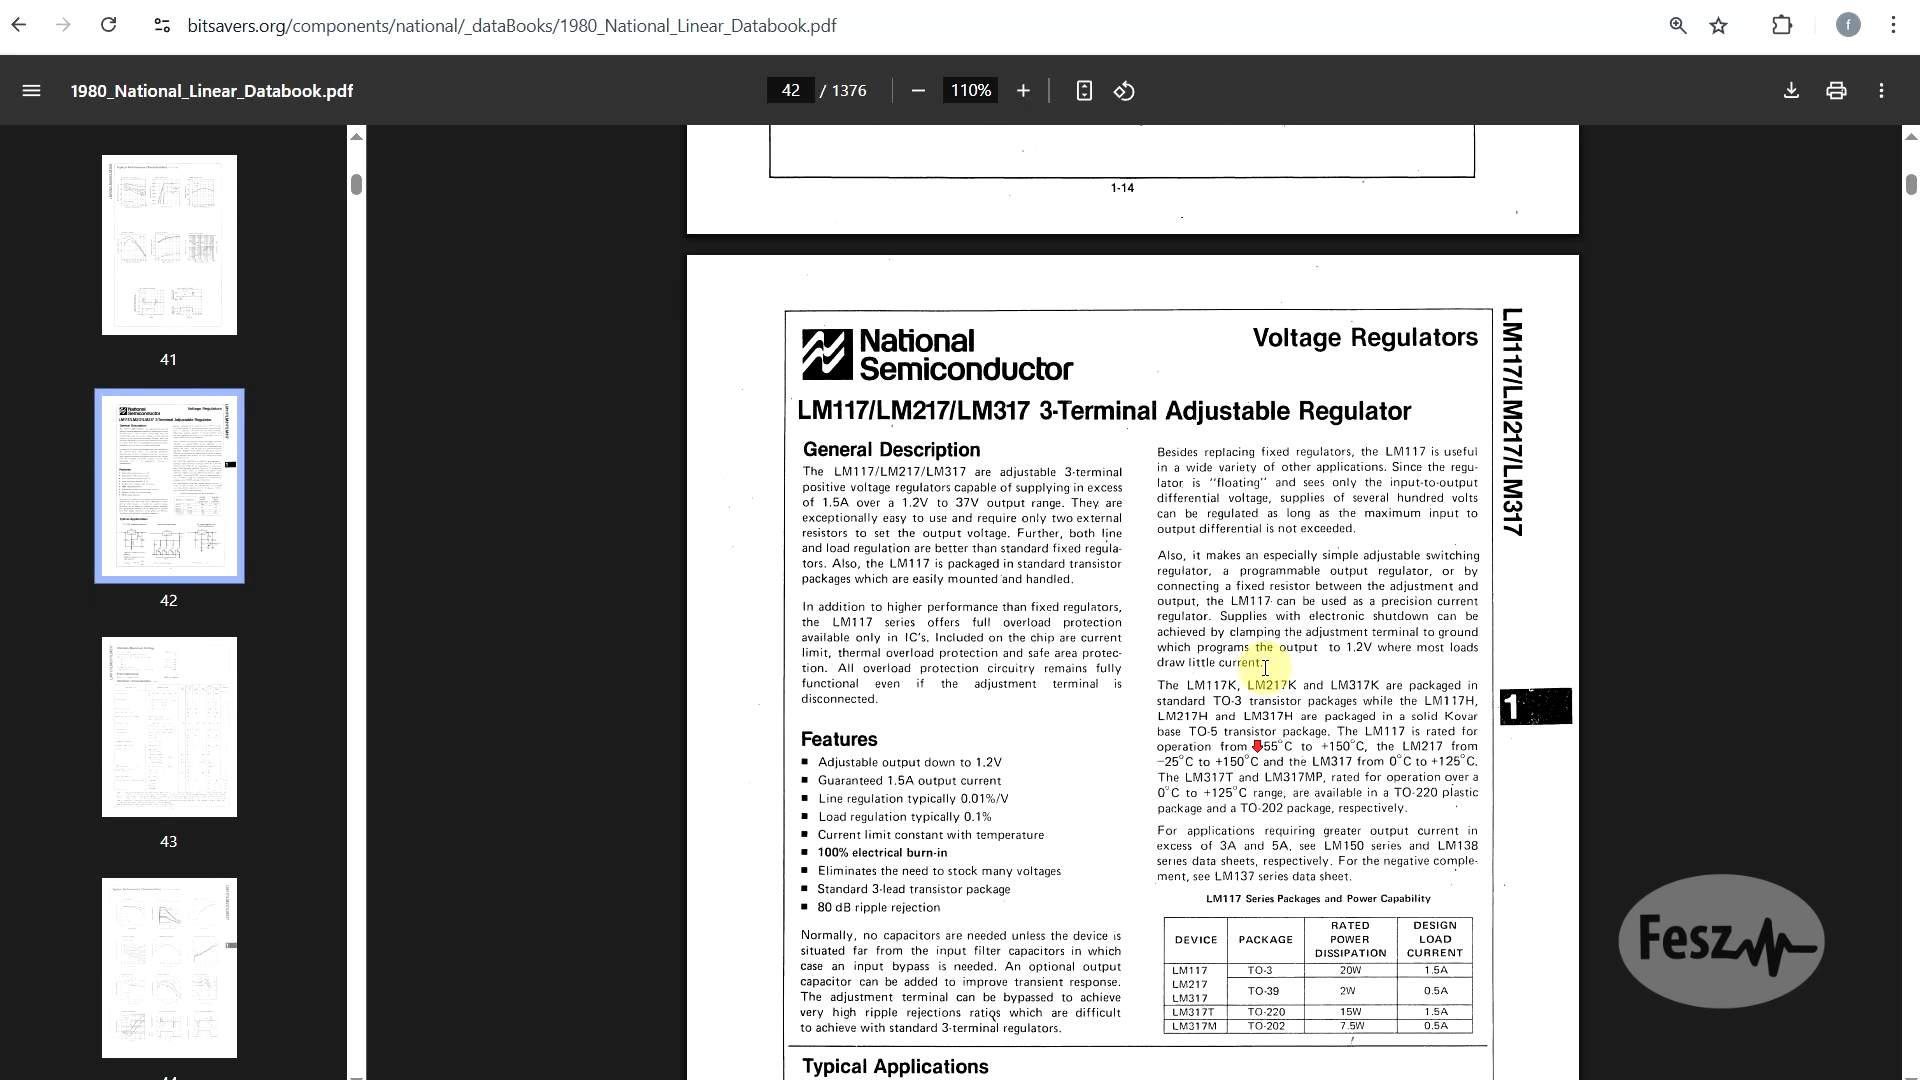 bitsavers.org/components/national/_dataBooks/1980_National_Linear_Databook.pdf
f
1980_National_Linear_Databook.pdf
42 / 1376
110%
41
42
43
1-14
National
Semiconductor
Voltage Regulators
LM117/LM217/LM317 3-Terminal Adjustable Regulator
General Description
The LM117/LM217/LM317 are adjustable 3-terminal
positive voltage regulators capable of supplying in excess
of 1.5A over a 1.2V to 37V output range. They are
exceptionally easy to use and require only two external
resistors to set the output voltage. Further, both line
and load regulation are better than standard fixed regula-
tors. Also, the LM117 is packaged in standard transistor
packages which are easily mounted and handled.
In addition to higher performance than fixed regulators,
the LM117 series offers full overload protection
available only in IC's. Included on the chip are current
limit, thermal overload protection and safe area protec-
tion. All overload protection circuitry remains fully
functional even if the adjustment terminal is
disconnected.
Features
■ Adjustable output down to 1.2V
■ Guaranteed 1.5A output current
■ Line regulation typically 0.01%/V
■ Load regulation typically 0.1%
■ Current limit constant with temperature
■ 100% electrical burn-in
■ Eliminates the need to stock many voltages
■ Standard 3-lead transistor package
■ 80 dB ripple rejection
Normally, no capacitors are needed unless the device is
situated far from the input filter capacitors in which
case an input bypass is needed. An optional output
capacitor can be added to improve transient response.
The adjustment terminal can be bypassed to achieve
very high ripple rejections ratios which are difficult
to achieve with standard 3-terminal regulators.
Besides replacing fixed regulators, the LM117 is useful
in a wide variety of other applications. Since the regu-
lator is "floating" and sees only the input-to-output
differential voltage, supplies of several hundred volts
can be regulated as long as the maximum input to
output differential is not exceeded.
Also, it makes an especially simple adjustable switching
regulator, a programmable output regulator, or by
connecting a fixed resistor between the adjustment and
output, the LM117 can be used as a precision current
regulator. Supplies with electronic shutdown can be
achieved by clamping the adjustment terminal to ground
which programs the output to 1.2V where most loads
draw little current.
The LM117K, LM217K and LM317K are packaged in
standard TO-3 transistor packages while the LM117H,
LM217H and LM317H are packaged in a solid Kovar
base TO-5 transistor package. The LM117 is rated for
operation from 55°C to +150°C, the LM217 from
−25°C to +150°C and the LM317 from 0°C to +125°C.
The LM317T and LM317MP, rated for operation over a
0°C to +125°C range, are available in a TO-220 plastic
package and a TO-202 package, respectively.
For applications requiring greater output current in
excess of 3A and 5A, see LM150 series and LM138
series data sheets, respectively. For the negative comple-
ment, see LM137 series data sheet.
LM117 Series Packages and Power Capability
DEVICE PACKAGE RATED POWER DISSIPATION DESIGN LOAD CURRENT
LM117 TO-3 20W 1.5A
LM217
LM317 TO-39 2W 0.5A
LM317T TO-220 15W 1.5A
LM317M TO-202 7.5W 0.5A
Typical Applications
LM117/LM217/LM317
1
Fesz